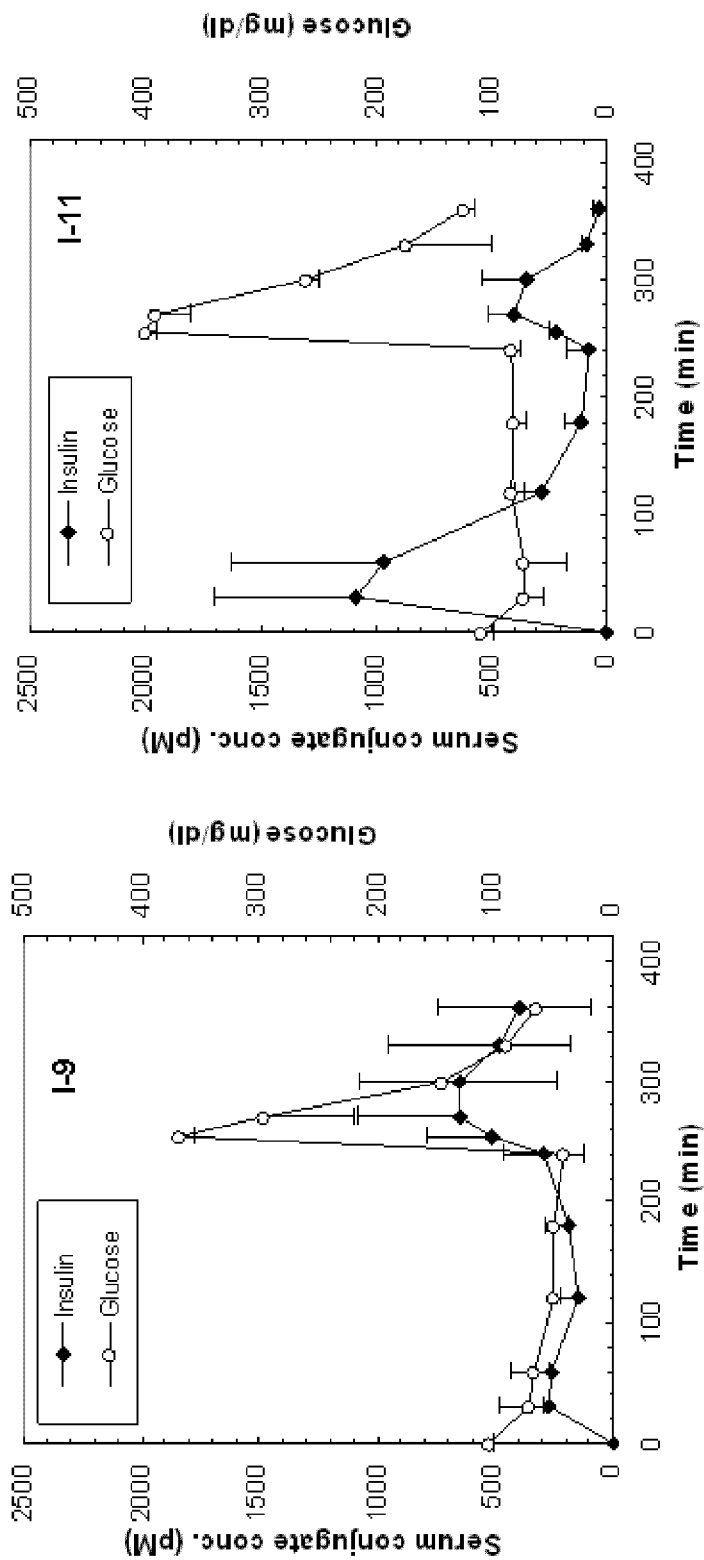 I-9
Insulin
Glucose
Serum conjugate conc. (pM)
2500
2000
1500
1000
500
0
Glucose (mg/dl)
500
400
300
200
100
0
0
100
200
300
400
Time (min)
I-11
Insulin
Glucose
Serum conjugate conc. (pM)
2500
2000
1500
1000
500
0
Glucose (mg/dl)
500
400
300
200
100
0
0
100
200
300
400
Time (min)